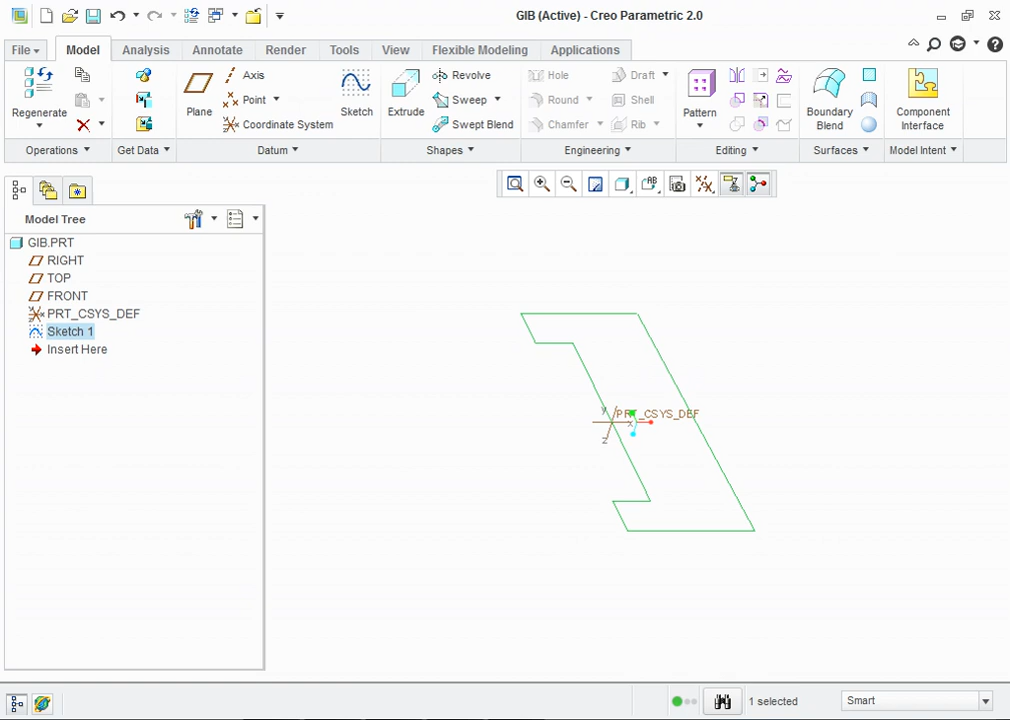 GIB (Active) - Creo Parametric 2.0
File Model Analysis Annotate Render Tools View Flexible Modeling Applications
Regenerate
Plane
Axis
Point
Coordinate System
Sketch
Extrude
Revolve
Sweep
Swept Blend
Hole
Round
Chamfer
Draft
Shell
Rib
Pattern
Boundary
Blend
Component
Interface
Operations Get Data Datum Shapes Engineering Editing Surfaces Model Intent
Model Tree
GIB.PRT
RIGHT
TOP
FRONT
PRT_CSYS_DEF
Sketch 1
Insert Here
y
PRT_CSYS_DEF
x
z
1 selected
Smart